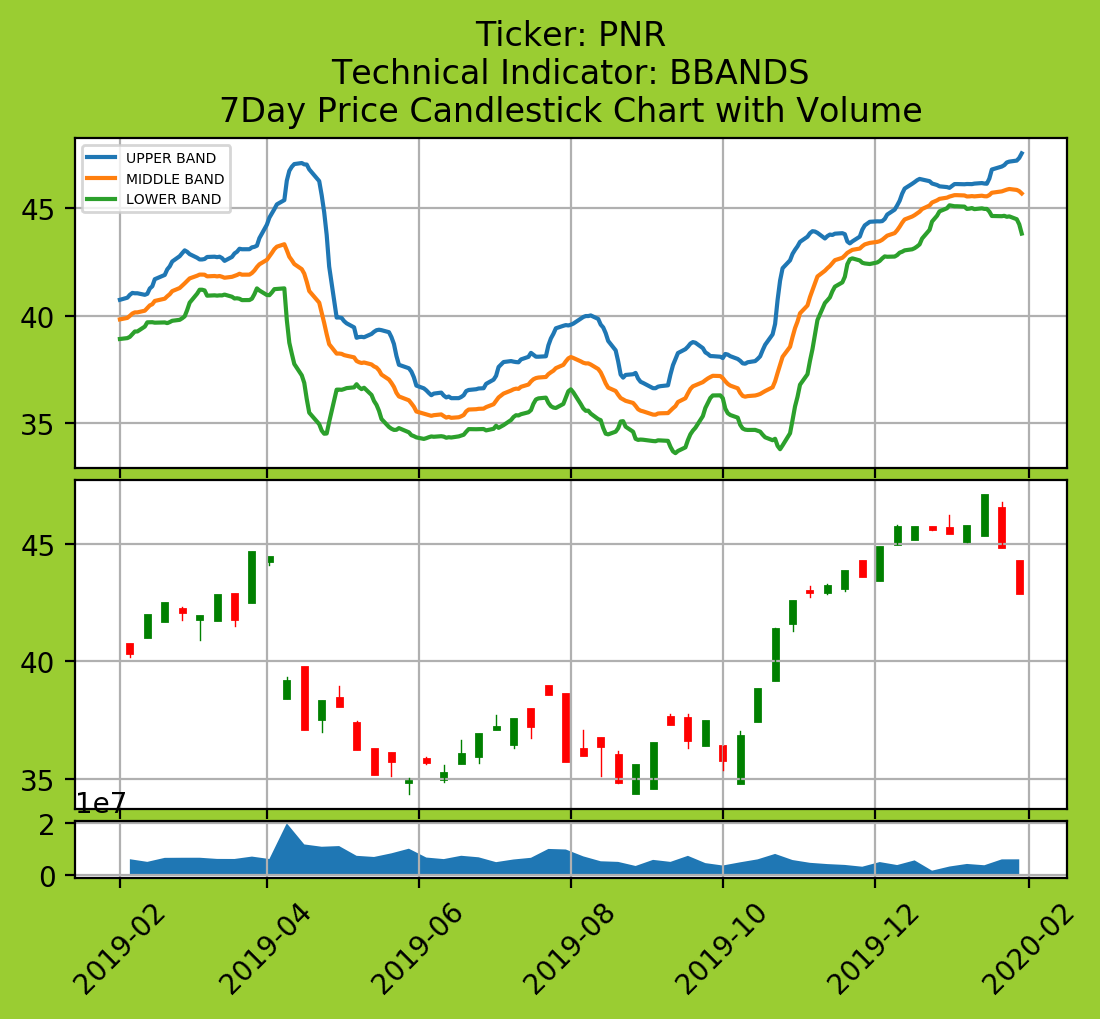 Ticker: PNR
Technical Indicator: BBANDS
7Day Price Candlestick Chart with Volume
UPPER BAND
MIDDLE BAND
LOWER BAND
45
40
35
45
40
35
1e7
2
0
2019-02
2019-04
2019-06
2019-08
2019-10
2019-12
2020-02